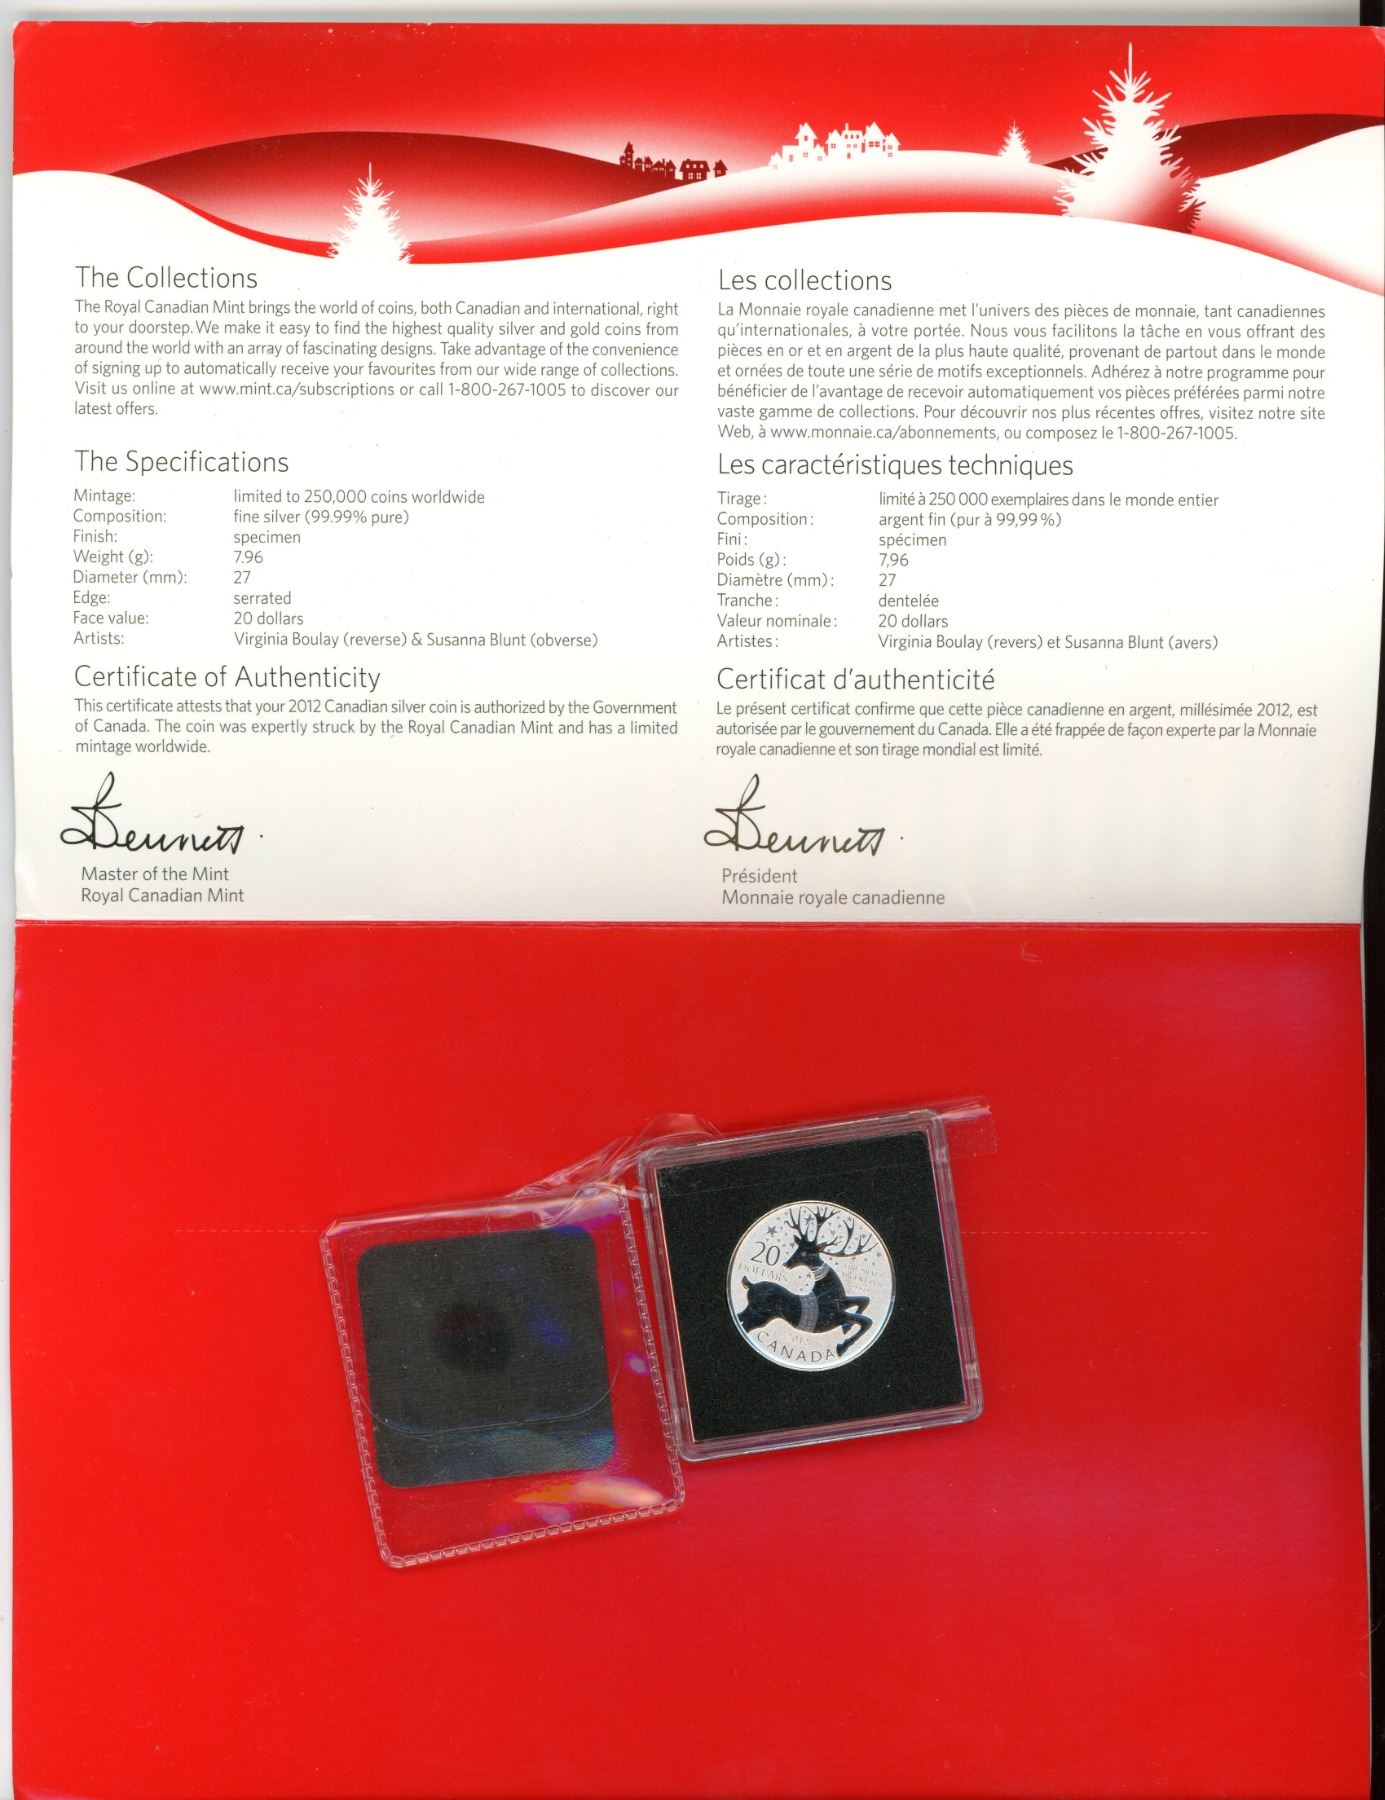 The Collections
The Royal Canadian Mint brings the world of coins, both Canadian and international, right
to your doorstep. We make it easy to find the highest quality silver and gold coins from
around the world with an array of fascinating designs. Take advantage of the convenience
of signing up to automatically receive your favourites from our wide range of collections.
Visit us online at www.mint.ca/subscriptions or call 1-800-267-1005 to discover our
latest offers.
The Specifications
Mintage: limited to 250,000 coins worldwide
Composition: fine silver (99.99% pure)
Finish: specimen
Weight (g): 7.96
Diameter (mm): 27
Edge: serrated
Face value: 20 dollars
Artists: Virginia Boulay (reverse) & Susanna Blunt (obverse)
Certificate of Authenticity
This certificate attests that your 2012 Canadian silver coin is authorized by the Government
of Canada. The coin was expertly struck by the Royal Canadian Mint and has a limited
mintage worldwide.
Bennett
Master of the Mint
Royal Canadian Mint
Les collections
La Monnaie royale canadienne met l'univers des pièces de monnaie, tant canadiennes
qu'internationales, à votre portée. Nous vous facilitons la tâche en vous offrant des
pièces en or et en argent de la plus haute qualité, provenant de partout dans le monde
et ornées de toute une série de motifs exceptionnels. Adhérez à notre programme pour
bénéficier de l'avantage de recevoir automatiquement vos pièces préférées parmi notre
vaste gamme de collections. Pour découvrir nos plus récentes offres, visitez notre site
Web, à www.monnaie.ca/abonnements, ou composez le 1-800-267-1005.
Les caractéristiques techniques
Tirage : limité à 250 000 exemplaires dans le monde entier
Composition : argent fin (pur à 99,99 %)
Fini : spécimen
Poids (g) : 7,96
Diamètre (mm) : 27
Tranche : dentelée
Valeur nominale : 20 dollars
Artistes : Virginia Boulay (revers) et Susanna Blunt (avers)
Certificat d'authenticité
Le présent certificat confirme que cette pièce canadienne en argent, millésimée 2012, est
autorisée par le gouvernement du Canada. Elle a été frappée de façon experte par la Monnaie
royale canadienne et son tirage mondial est limité.
Bennett
Président
Monnaie royale canadienne
20
DOLLARS
2012
CANADA